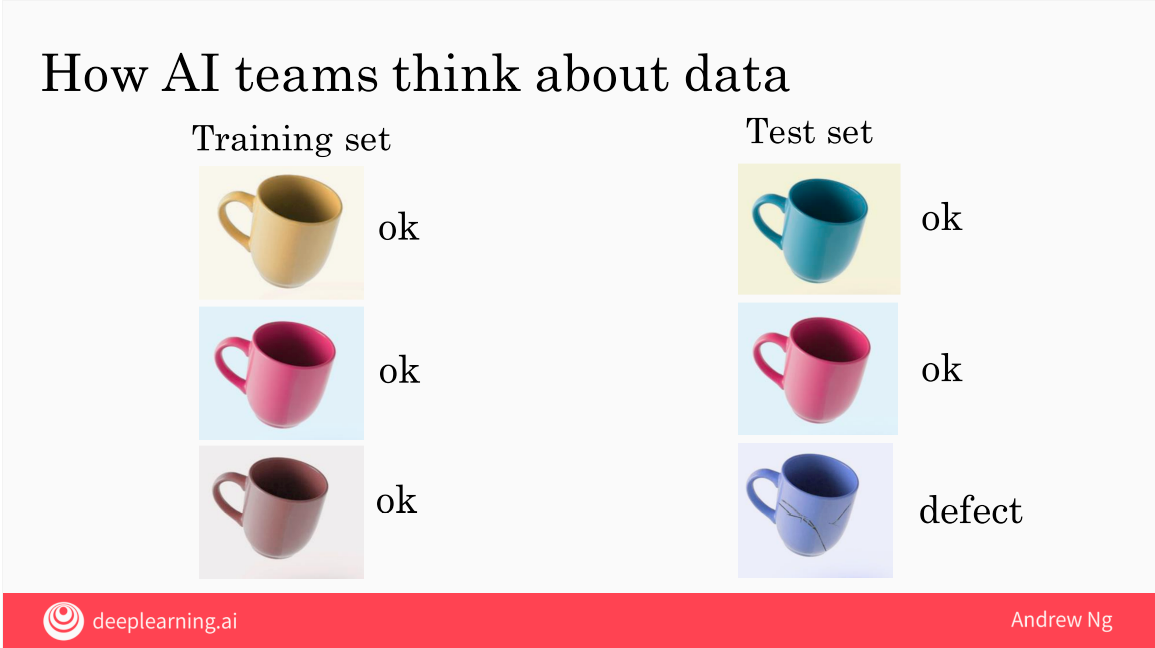 How AI teams think about data
Training set
ok
ok
ok
Test set
ok
ok
defect
deeplearning.ai
Andrew Ng